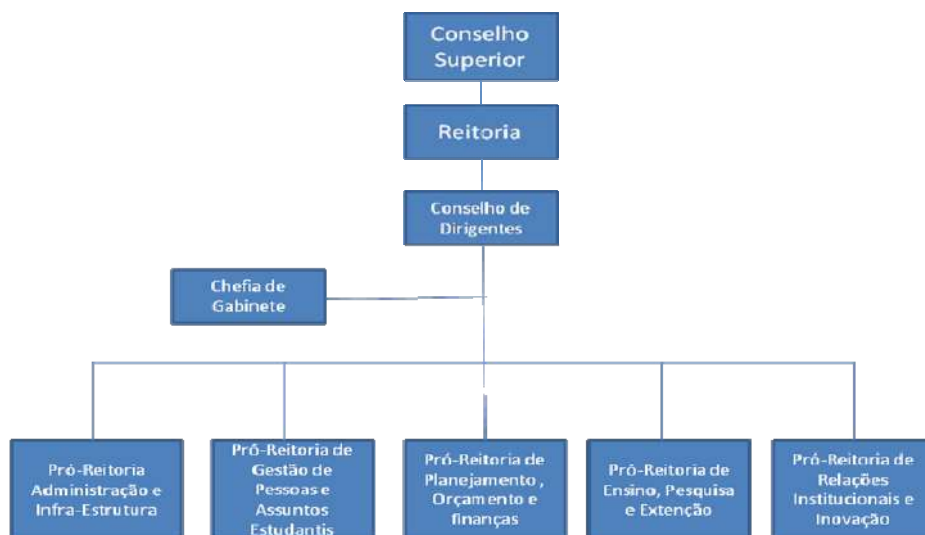 Conselho
Superior
Reitoria
Conselho de
Dirigentes
Chefia de
Gabinete
Pró-Reitoria
Administração e
Infra-Estrutura
Pró-Reitoria de
Gestão de
Pessoas e
Assuntos
Estudantis
Pró-Reitoria de
Planejamento ,
Orçamento e
finanças
Pró-Reitoria de
Ensino, Pesquisa
e Extenção
Pró-Reitoria de
Relações
Institucionais e
Inovação